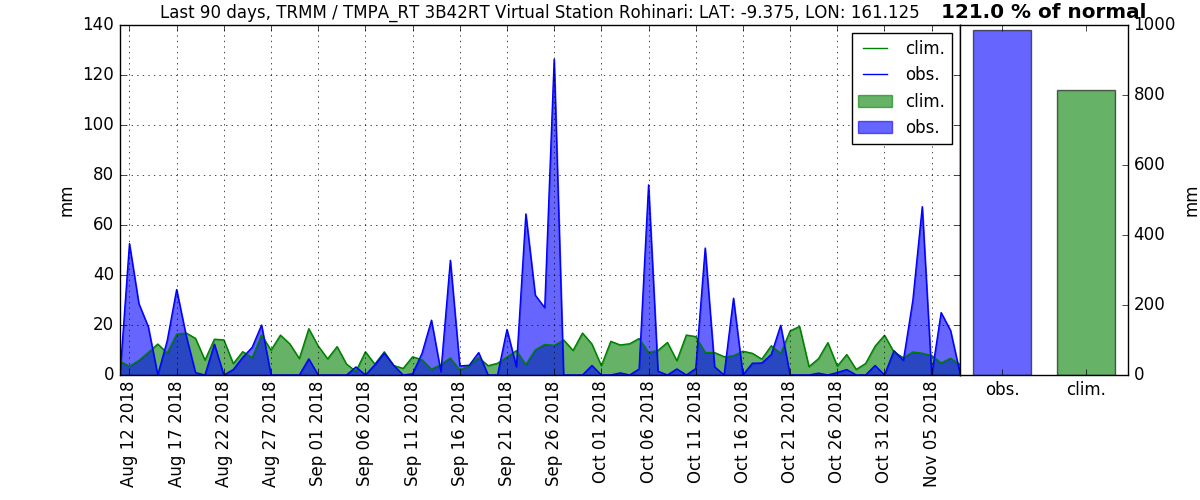 Last 90 days, TRMM / TMPA_RT 3B42RT Virtual Station Rohinari: LAT: -9.375, LON: 161.125
121.0 % of normal
140
120
100
80
60
40
20
0
mm
clim.
obs.
clim.
obs.
1000
800
600
400
200
0
mm
Aug 12 2018
Aug 17 2018
Aug 22 2018
Aug 27 2018
Sep 01 2018
Sep 06 2018
Sep 11 2018
Sep 16 2018
Sep 21 2018
Sep 26 2018
Oct 01 2018
Oct 06 2018
Oct 11 2018
Oct 16 2018
Oct 21 2018
Oct 26 2018
Oct 31 2018
Nov 05 2018
obs.
clim.